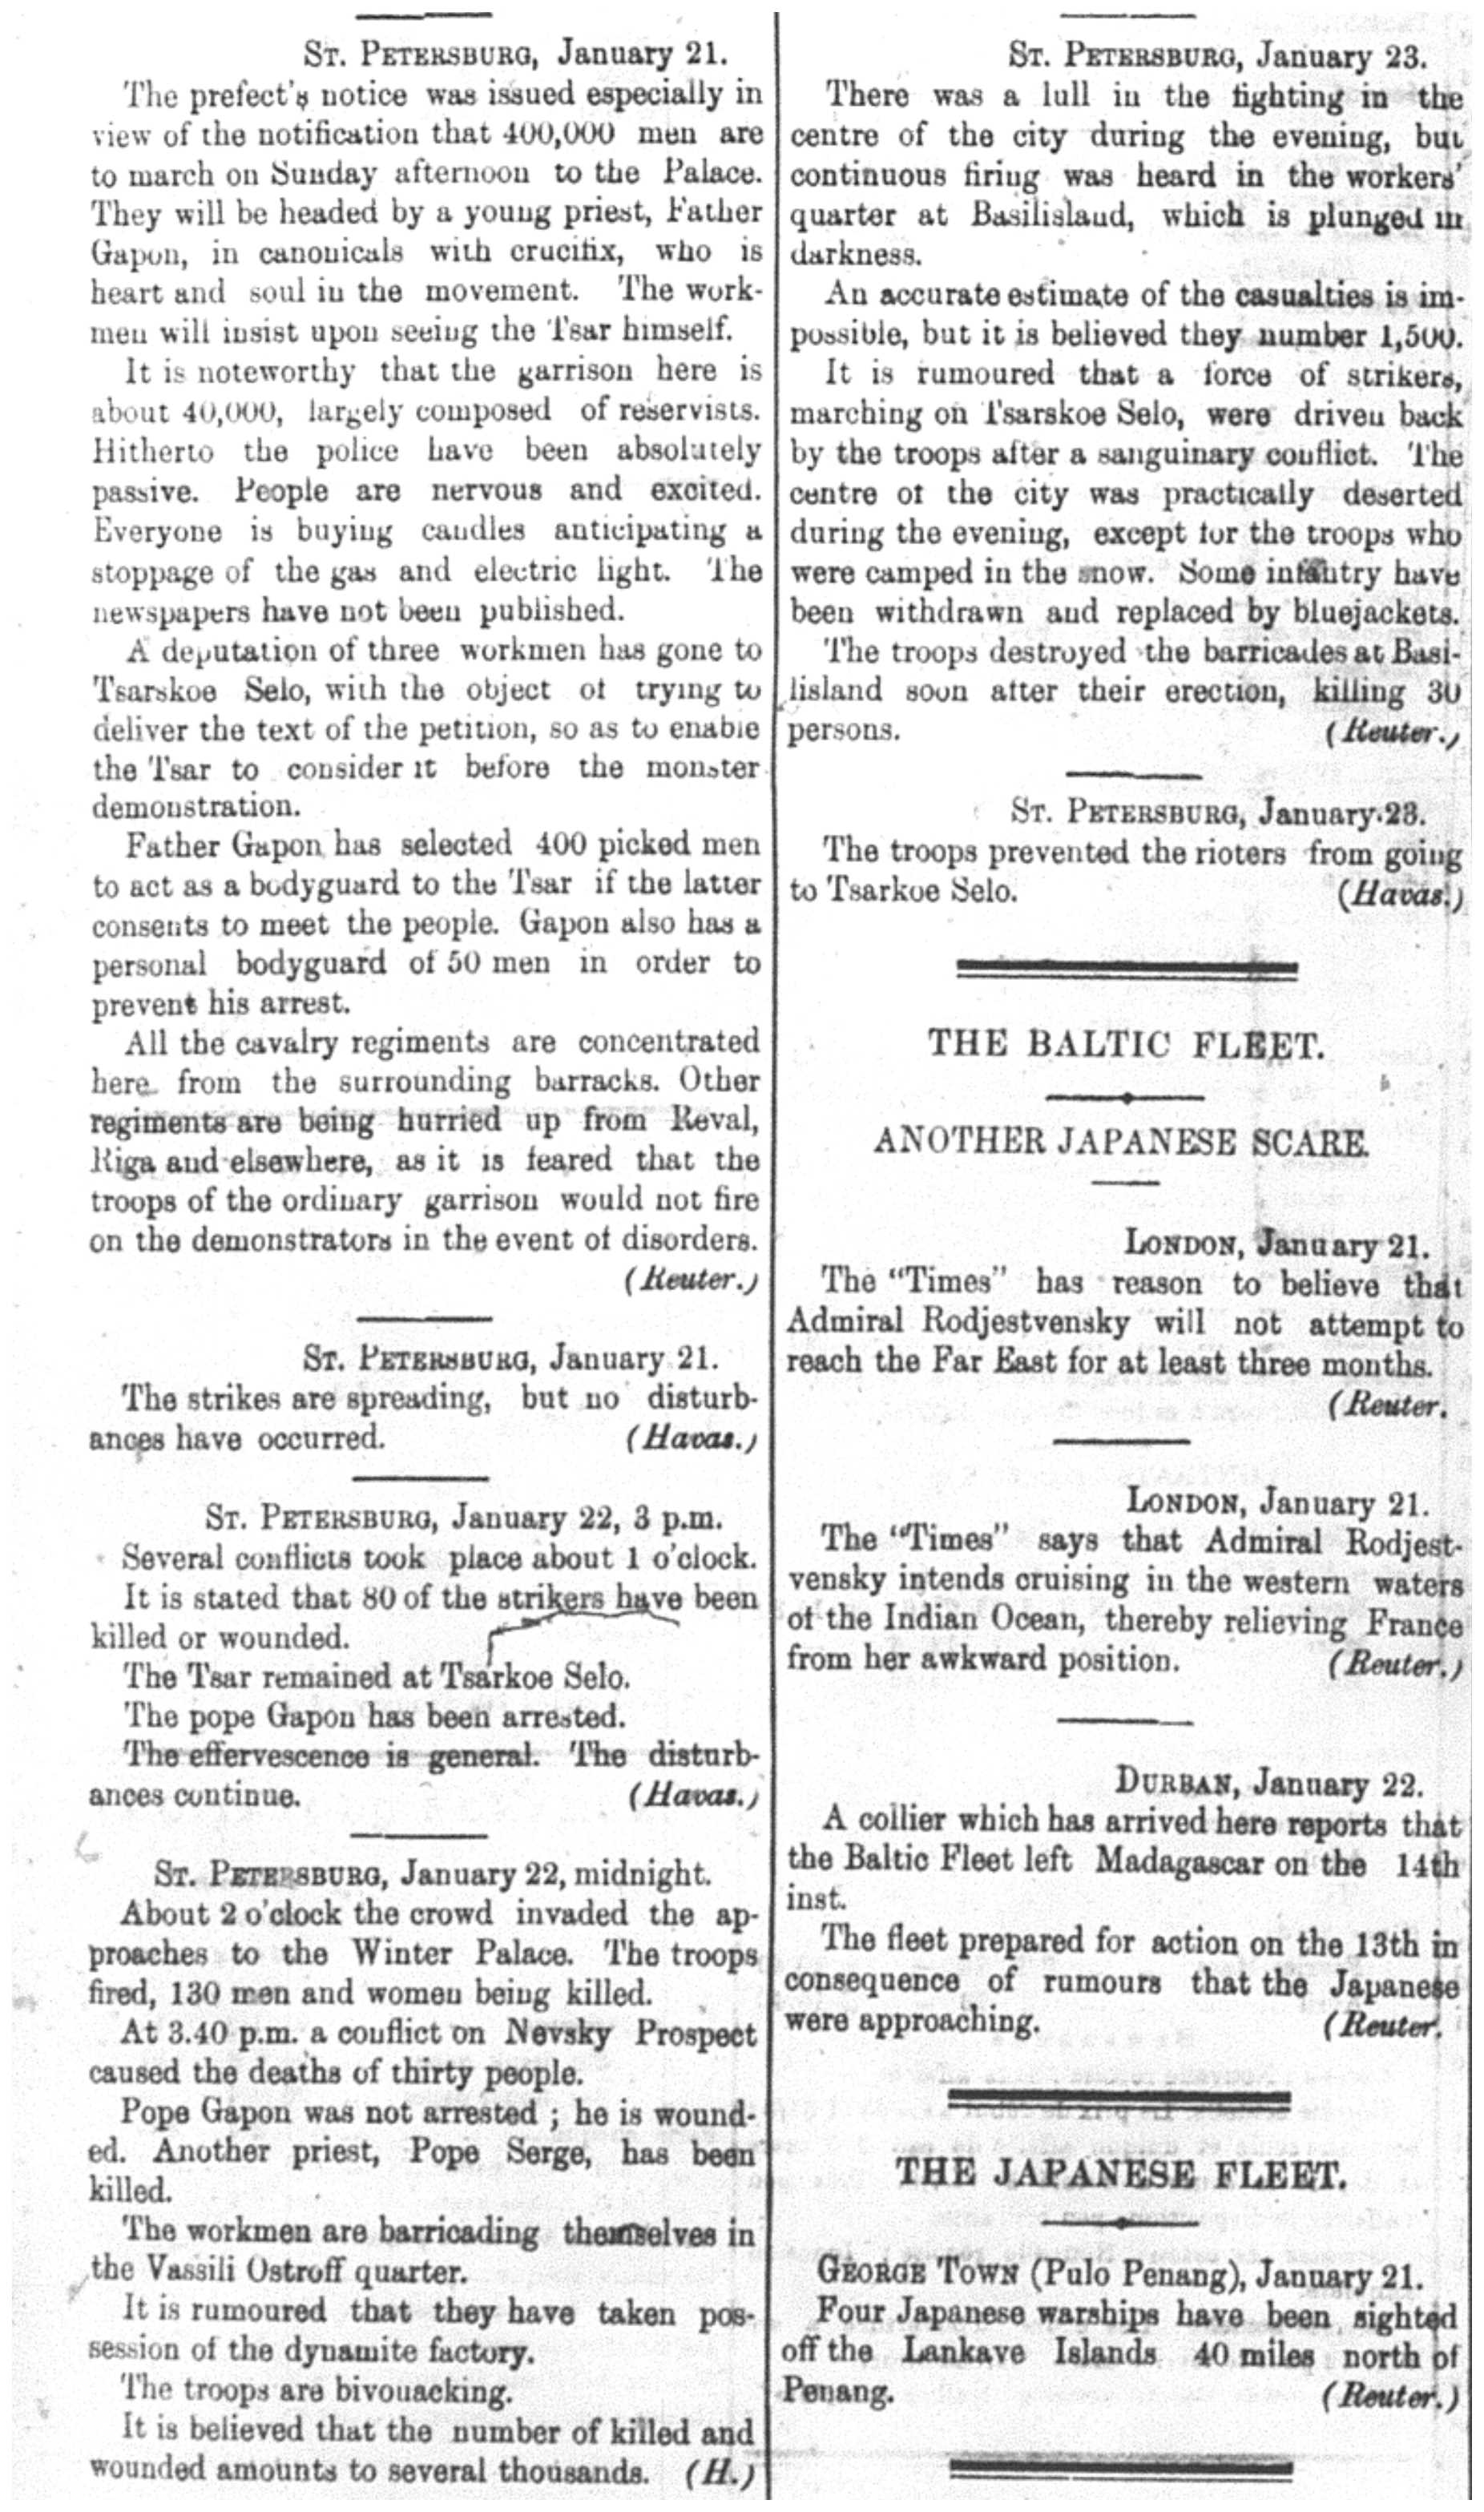 ST. PETERSBURG, January 21.
The prefect's notice was issued especially in
view of the notification that 400,000 men are
to march on Sunday afternoon to the Palace.
They will be headed by a young priest, Father
Gapon, in canonicals with crucifix, who is
heart and soul in the movement. The work-
men will insist upon seeing the Tsar himself.
It is noteworthy that the garrison here is
about 40,000, largely composed of reservists.
Hitherto the police have been absolutely
passive. People are nervous and excited.
Everyone is buying candles anticipating a
stoppage of the gas and electric light. The
newspapers have not been published.
A deputation of three workmen has gone to
Tsarskoe Selo, with the object of trying to
deliver the text of the petition, so as to enable
the Tsar to consider it before the monster
demonstration.
Father Gapon has selected 400 picked men
to act as a bodyguard to the Tsar if the latter
consents to meet the people. Gapon also has a
personal bodyguard of 50 men in order to
prevent his arrest.
All the cavalry regiments are concentrated
here from the surrounding barracks. Other
regiments are being hurried up from Reval,
Riga and elsewhere, as it is feared that the
troops of the ordinary garrison would not fire
on the demonstrators in the event of disorders.
(Reuter.)
ST. PETERSBURG, January 21.
The strikes are spreading, but no disturb-
ances have occurred. (Havas.)
ST. PETERSBURG, January 22, 3 p.m.
Several conflicts took place about 1 o'clock.
It is stated that 80 of the strikers have been
killed or wounded.
The Tsar remained at Tsarkoe Selo.
The pope Gapon has been arrested.
The effervescence is general. The disturb-
ances continue. (Havas.)
ST. PETERSBURG, January 22, midnight.
About 2 o'clock the crowd invaded the ap-
proaches to the Winter Palace. The troops
fired, 130 men and women being killed.
At 3.40 p.m. a conflict on Nevsky Prospect
caused the deaths of thirty people.
Pope Gapon was not arrested ; he is wound-
ed. Another priest, Pope Serge, has been
killed.
The workmen are barricading themselves in
the Vassili Ostroff quarter.
It is rumoured that they have taken pos-
session of the dynamite factory.
The troops are bivouacking.
It is believed that the number of killed and
wounded amounts to several thousands. (H.)
ST. PETERSBURG, January 23.
There was a lull in the fighting in the
centre of the city during the evening, but
continuous firing was heard in the workers'
quarter at Basilisland, which is plunged in
darkness.
An accurate estimate of the casualties is im-
possible, but it is believed they number 1,500.
It is rumoured that a force of strikers,
marching on Tsarskoe Selo, were driven back
by the troops after a sanguinary conflict. The
centre of the city was practically deserted
during the evening, except for the troops who
were camped in the snow. Some infantry have
been withdrawn and replaced by bluejackets.
The troops destroyed the barricades at Basi-
lisland soon after their erection, killing 30
persons. (Reuter.)
ST. PETERSBURG, January 23.
The troops prevented the rioters from going
to Tsarkoe Selo. (Havas.)
THE BALTIC FLEET.
ANOTHER JAPANESE SCARE.
LONDON, January 21.
The "Times" has reason to believe that
Admiral Rodjestvensky will not attempt to
reach the Far East for at least three months.
(Reuter.
LONDON, January 21.
The "Times" says that Admiral Rodjest-
vensky intends cruising in the western waters
of the Indian Ocean, thereby relieving France
from her awkward position. (Reuter.)
DURBAN, January 22.
A collier which has arrived here reports that
the Baltic Fleet left Madagascar on the 14th
inst.
The fleet prepared for action on the 13th in
consequence of rumours that the Japanese
were approaching. (Reuter.
THE JAPANESE FLEET.
GEORGE TOWN (Pulo Penang), January 21.
Four Japanese warships have been sighted
off the Lankave Islands 40 miles north of
Penang. (Reuter.)